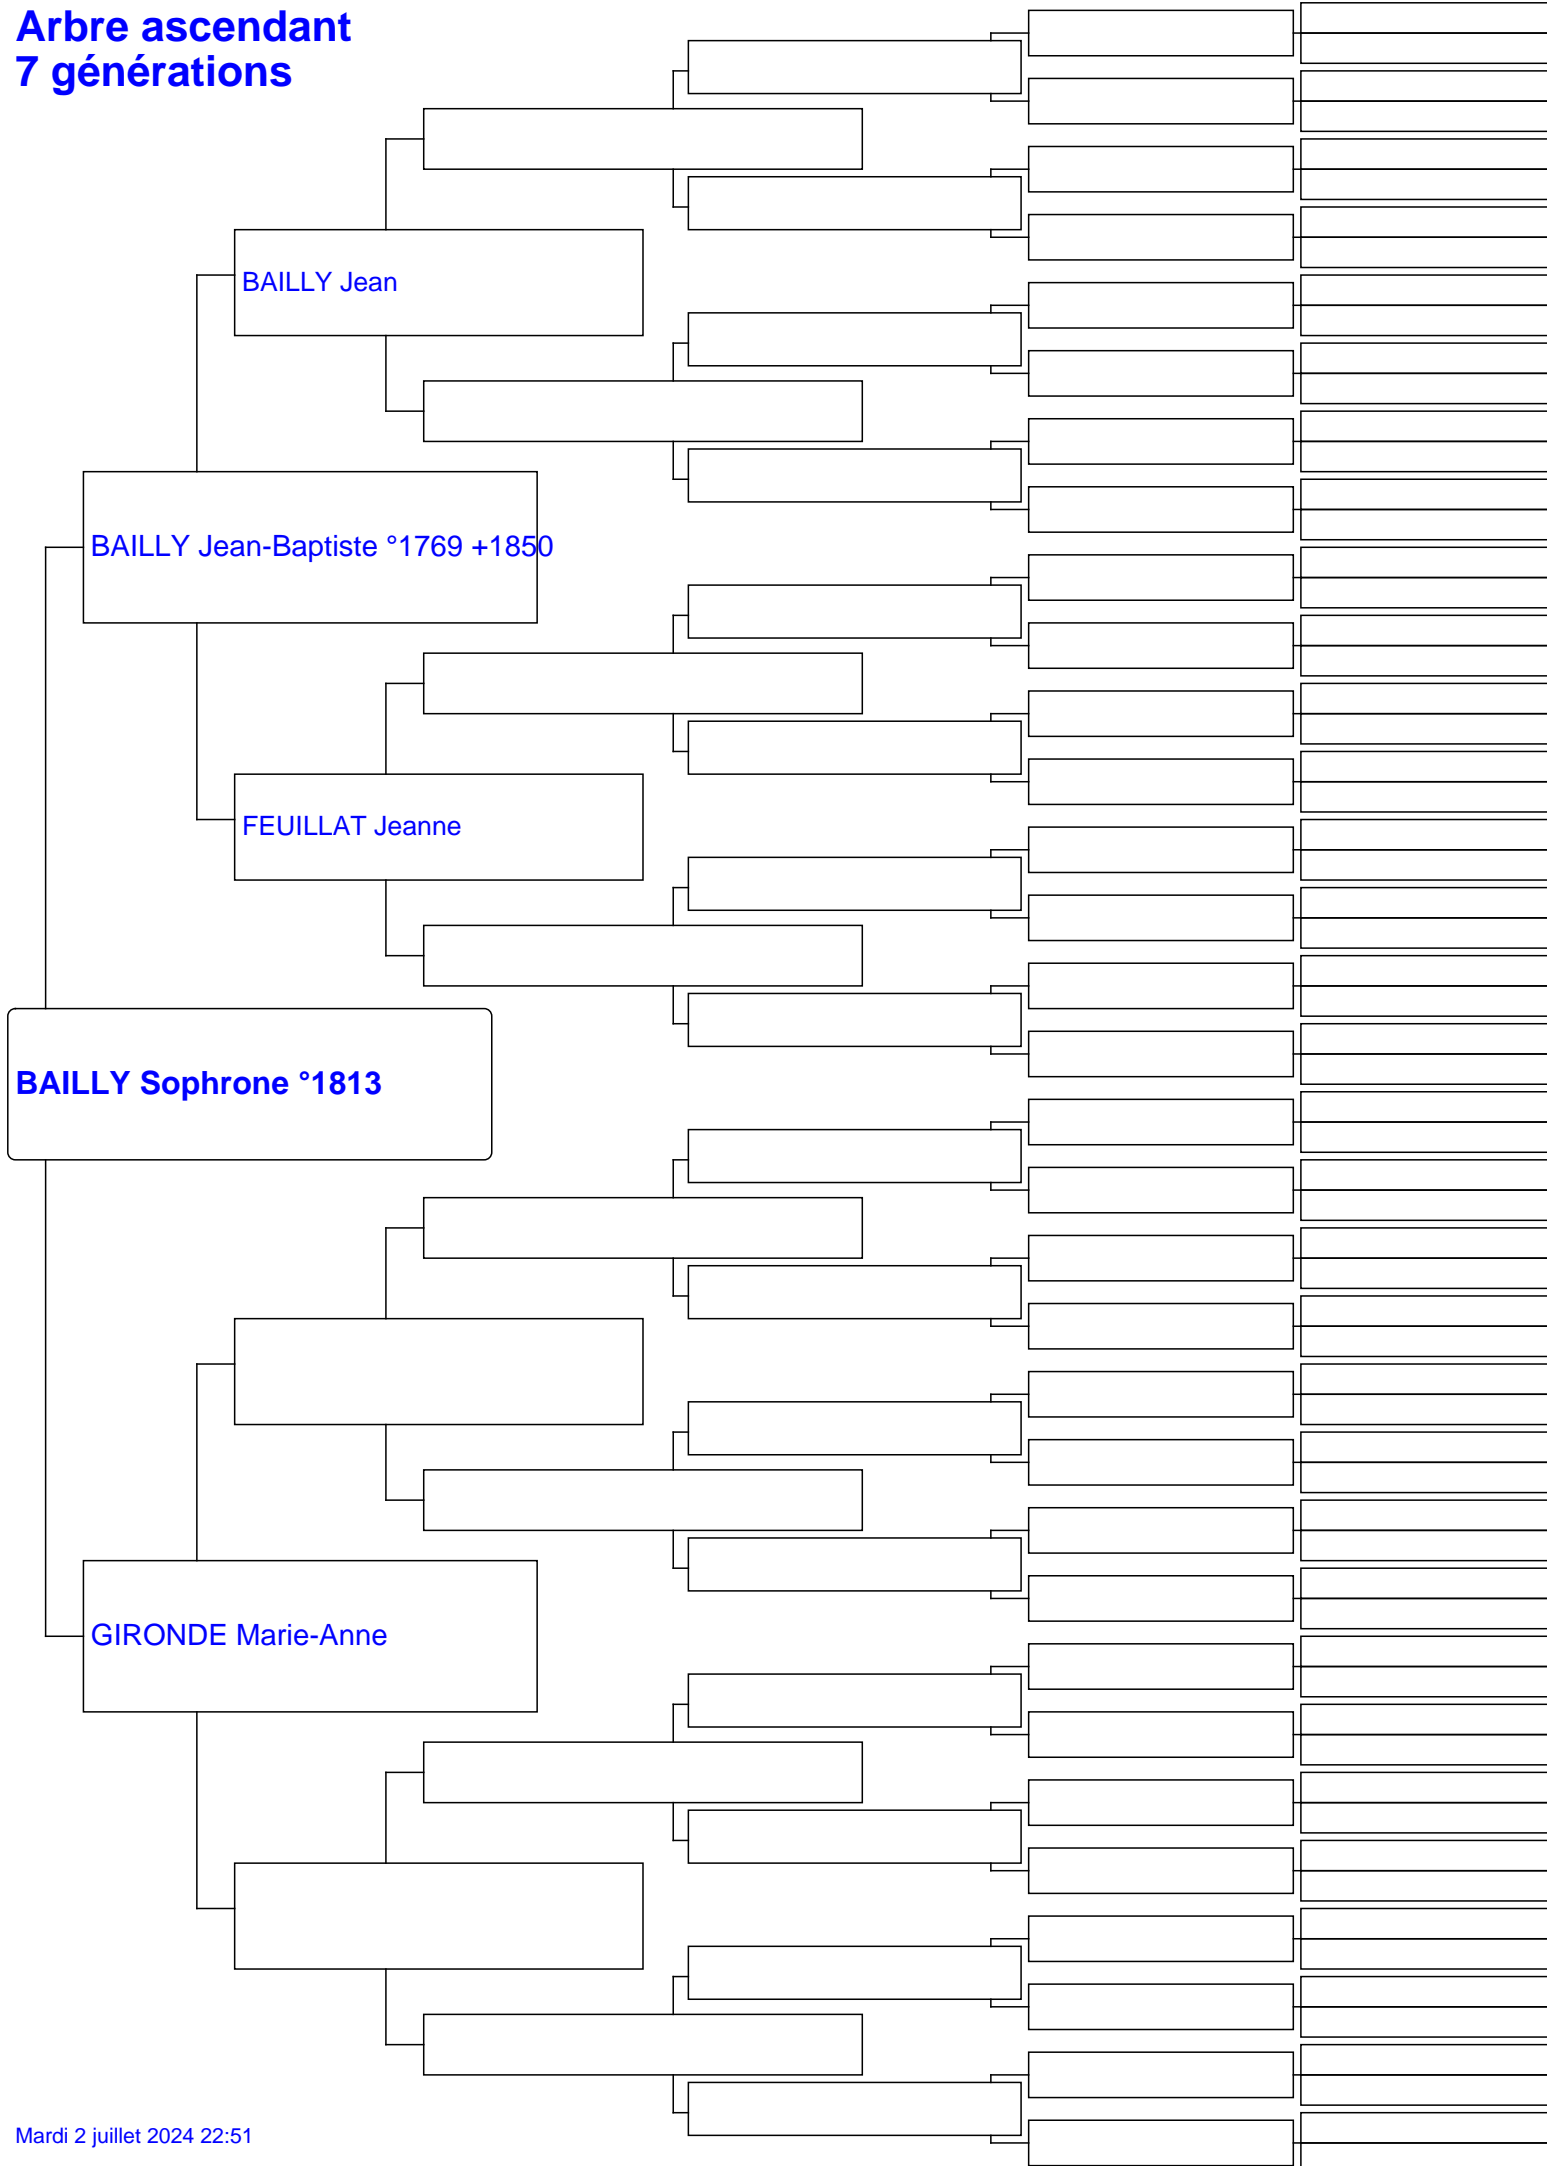 Arbre ascendant
7 générations
BAILLY Jean
BAILLY Jean-Baptiste °1769 +1850
FEUILLAT Jeanne
BAILLY Sophrone °1813
GIRONDE Marie-Anne
Mardi 2 juillet 2024 22:51